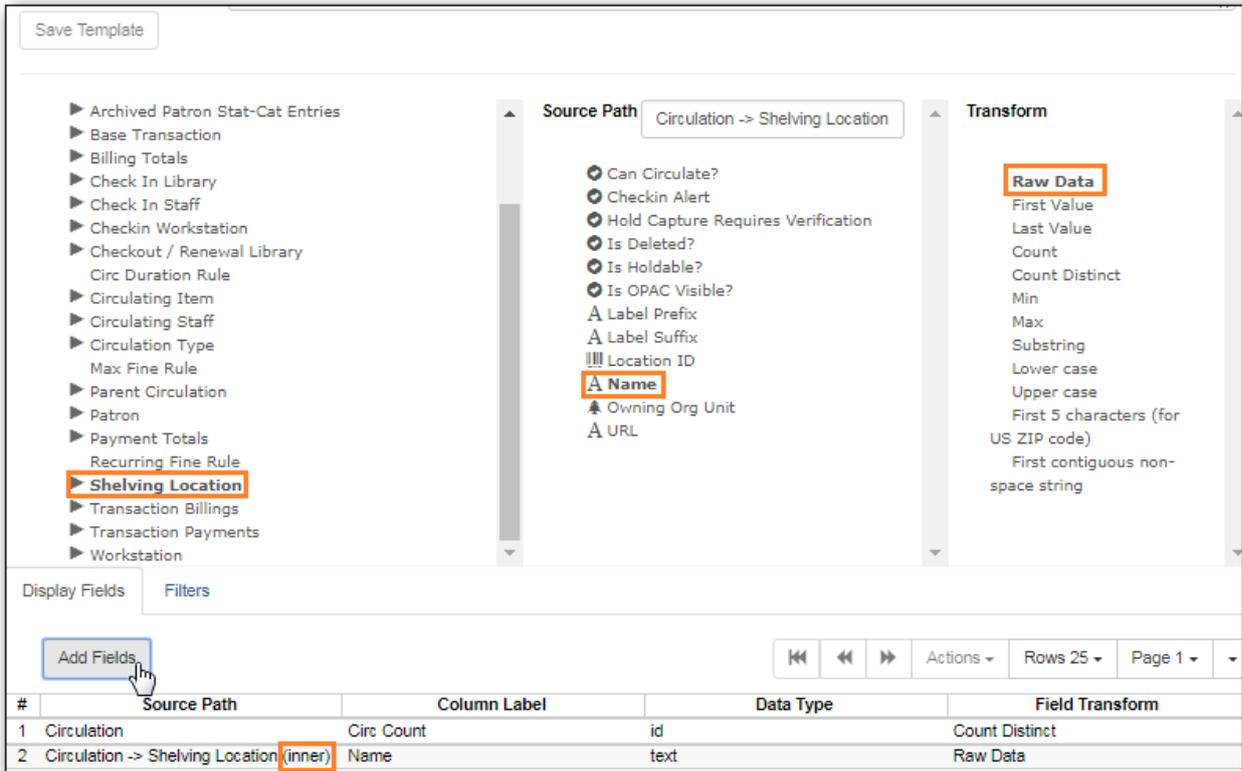 Save Template
Archived Patron Stat-Cat Entries
Base Transaction
Billing Totals
Check In Library
Check In Staff
Checkin Workstation
Checkout / Renewal Library
Circ Duration Rule
Circulating Item
Circulating Staff
Circulation Type
Max Fine Rule
Parent Circulation
Patron
Payment Totals
Recurring Fine Rule
Shelving Location
Transaction Billings
Transaction Payments
Workstation
Source Path Circulation -> Shelving Location
Can Circulate?
Checkin Alert
Hold Capture Requires Verification
Is Deleted?
Is Holdable?
Is OPAC Visible?
A Label Prefix
A Label Suffix
Location ID
A Name
Owning Org Unit
A URL
Transform
Raw Data
First Value
Last Value
Count
Count Distinct
Min
Max
Substring
Lower case
Upper case
First 5 characters (for
US ZIP code)
First contiguous non-
space string
Display Fields Filters
Add Fields Actions Rows 25 Page 1
# Source Path Column Label Data Type Field Transform
1 Circulation Circ Count id Count Distinct
2 Circulation -> Shelving Location (inner) Name text Raw Data